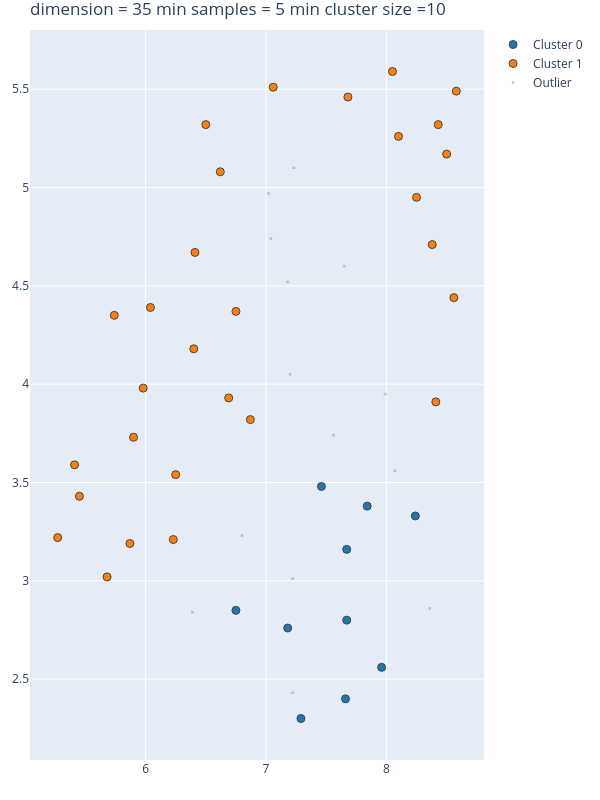 dimension = 35 min samples = 5 min cluster size =10
Cluster 0
Cluster 1
Outlier
5.5
5
4.5
4
3.5
3
2.5
6
7
8